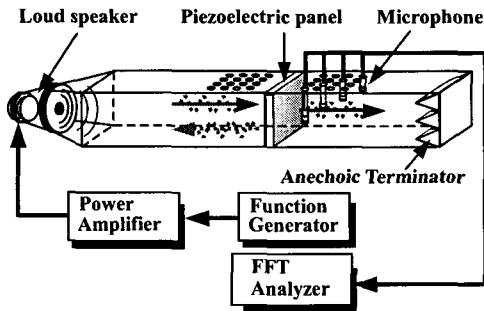 Loud speaker
Piezoelectric panel
Microphone
Anechoic Terminator
Power
Amplifier
Function
Generator
FFT
Analyzer